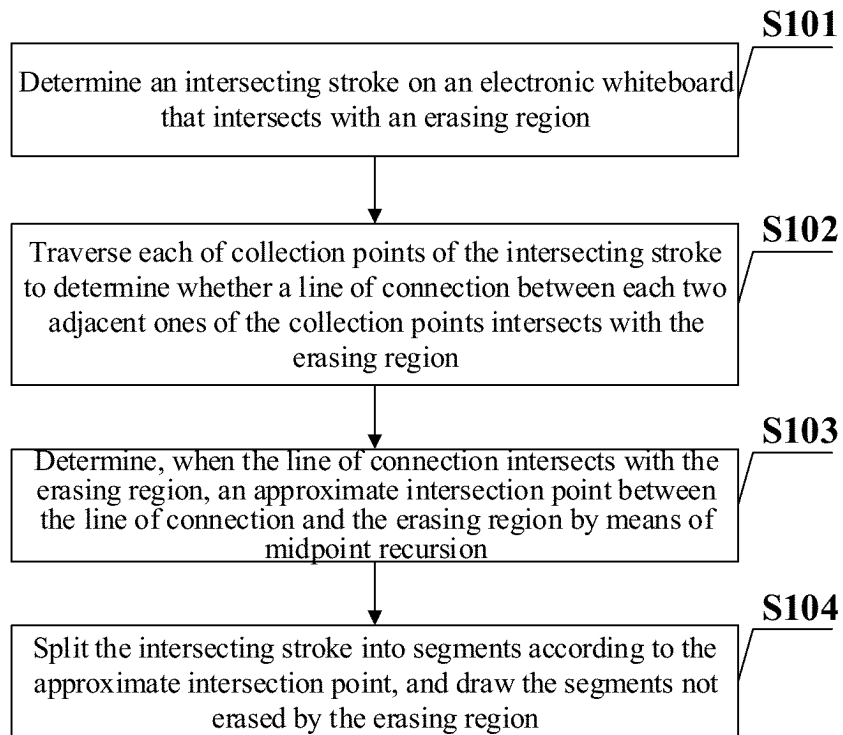 S101
Determine an intersecting stroke on an electronic whiteboard
that intersects with an erasing region
S102
Traverse each of collection points of the intersecting stroke
to determine whether a line of connection between each two
adjacent ones of the collection points intersects with the
erasing region
S103
Determine, when the line of connection intersects with the
erasing region, an approximate intersection point between
the line of connection and the erasing region by means of
midpoint recursion
S104
Split the intersecting stroke into segments according to the
approximate intersection point, and draw the segments not
erased by the erasing region